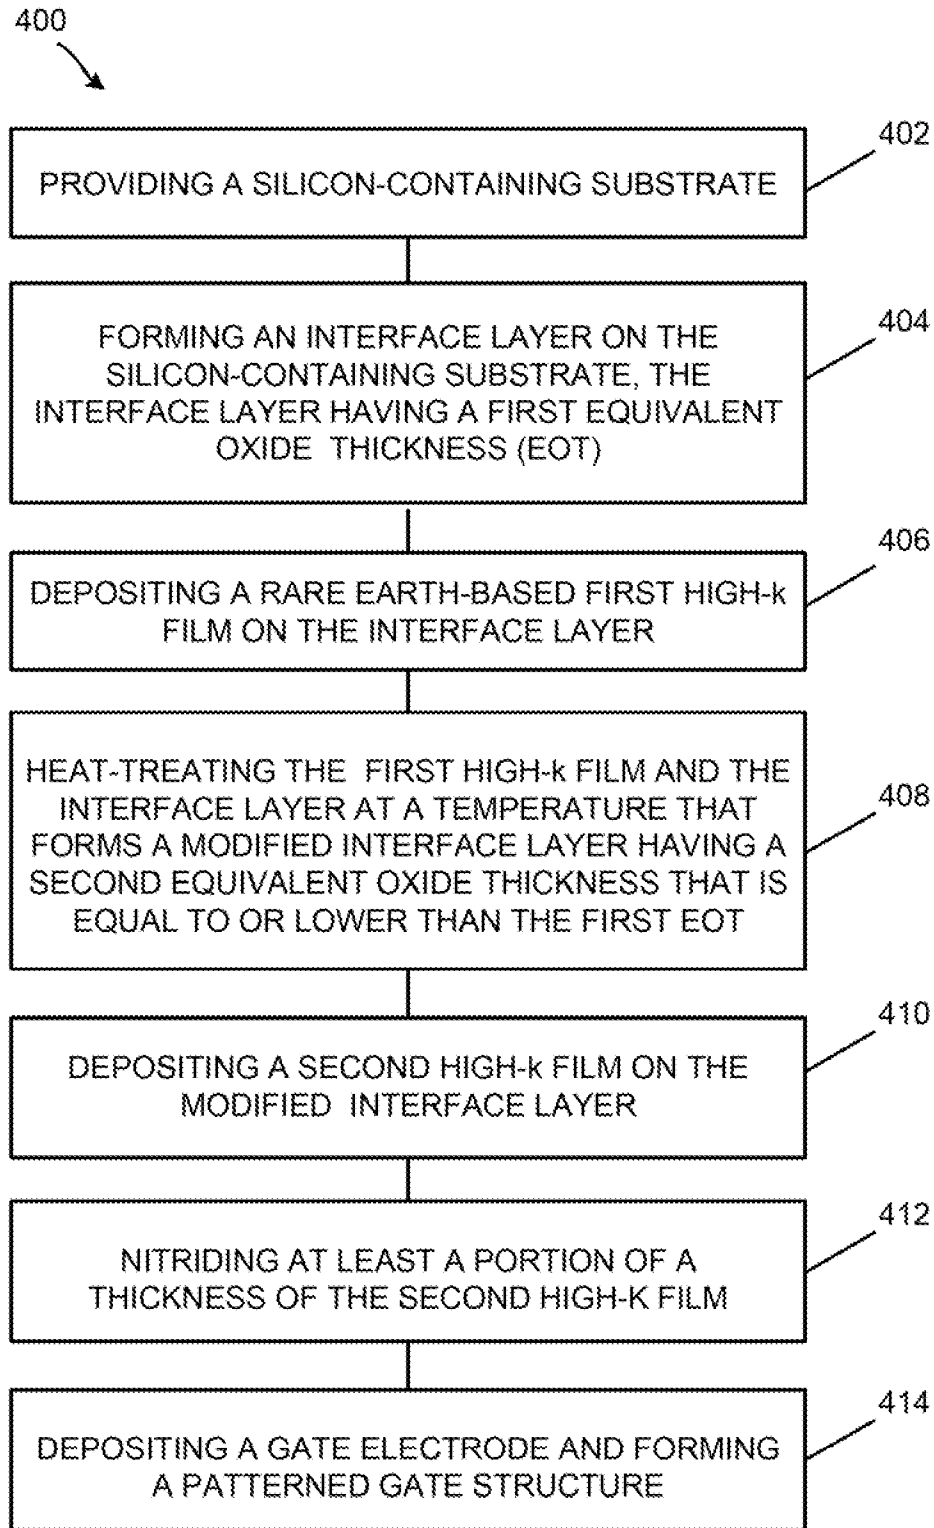 400
402
PROVIDING A SILICON-CONTAINING SUBSTRATE
404
FORMING AN INTERFACE LAYER ON THE
SILICON-CONTAINING SUBSTRATE, THE
INTERFACE LAYER HAVING A FIRST EQUIVALENT
OXIDE THICKNESS (EOT)
406
DEPOSITING A RARE EARTH-BASED FIRST HIGH-k
FILM ON THE INTERFACE LAYER
408
HEAT-TREATING THE FIRST HIGH-k FILM AND THE
INTERFACE LAYER AT A TEMPERATURE THAT
FORMS A MODIFIED INTERFACE LAYER HAVING A
SECOND EQUIVALENT OXIDE THICKNESS THAT IS
EQUAL TO OR LOWER THAN THE FIRST EOT
410
DEPOSITING A SECOND HIGH-k FILM ON THE
MODIFIED INTERFACE LAYER
412
NITRIDING AT LEAST A PORTION OF A
THICKNESS OF THE SECOND HIGH-K FILM
414
DEPOSITING A GATE ELECTRODE AND FORMING
A PATTERNED GATE STRUCTURE